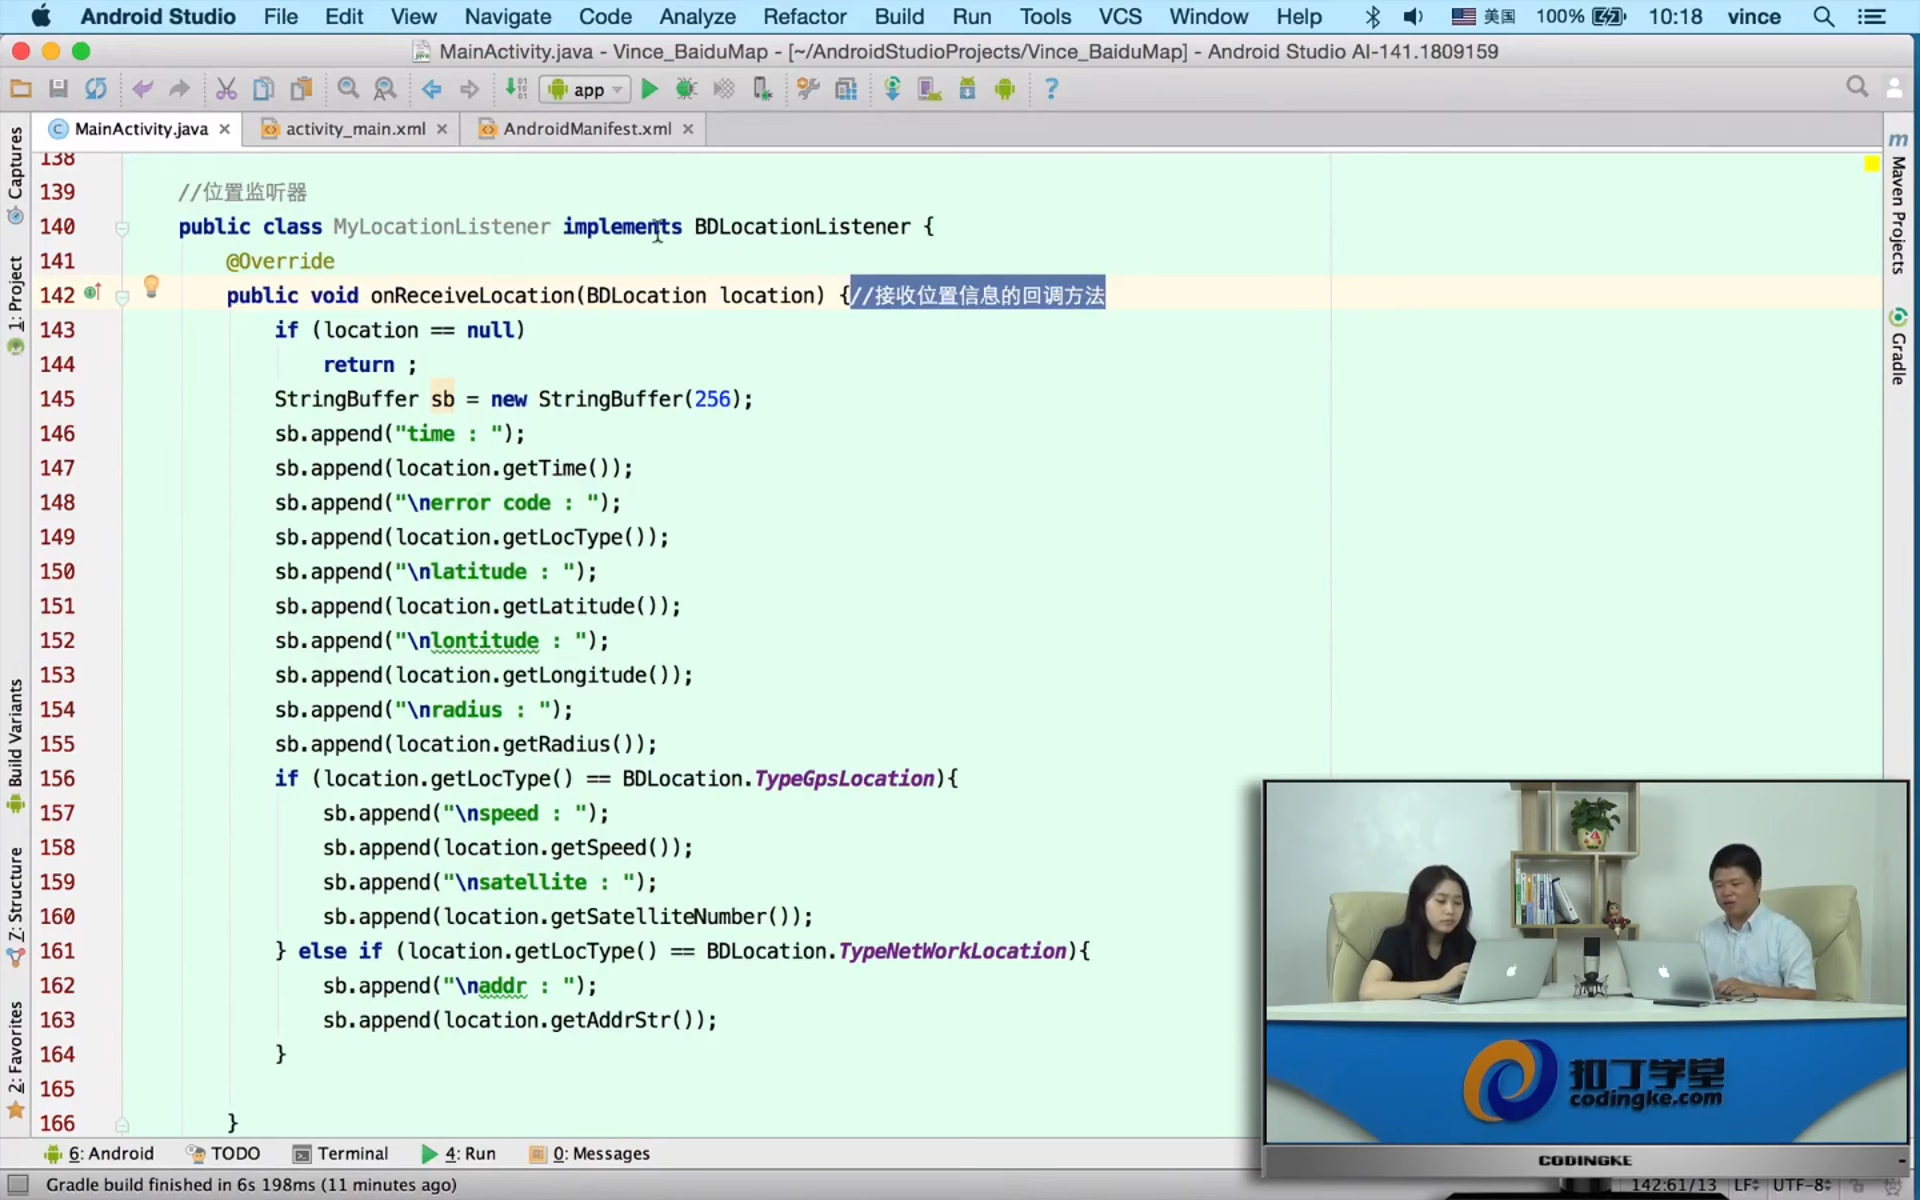 Android Studio File Edit View Navigate Code Analyze Refactor Build Run Tools VCS Window Help 美国 100% 10:18 vince
MainActivity.java - Vince_BaiduMap - [~/AndroidStudioProjects/Vince_BaiduMap] - Android Studio AI-141.1809159
app
MainActivity.java activity_main.xml AndroidManifest.xml
Captures
1: Project
Build Variants
7: Structure
2: Favorites
Maven Projects
Gradle
138
139 //位置监听器
140 public class MyLocationListener implements BDLocationListener {
141 @Override
142 public void onReceiveLocation(BDLocation location) {//接收位置信息的回调方法
143 if (location == null)
144 return ;
145 StringBuffer sb = new StringBuffer(256);
146 sb.append("time : ");
147 sb.append(location.getTime());
148 sb.append("\nerror code : ");
149 sb.append(location.getLocType());
150 sb.append("\nlatitude : ");
151 sb.append(location.getLatitude());
152 sb.append("\nlontitude : ");
153 sb.append(location.getLongitude());
154 sb.append("\nradius : ");
155 sb.append(location.getRadius());
156 if (location.getLocType() == BDLocation.TypeGpsLocation){
157 sb.append("\nspeed : ");
158 sb.append(location.getSpeed());
159 sb.append("\nsatellite : ");
160 sb.append(location.getSatelliteNumber());
161 } else if (location.getLocType() == BDLocation.TypeNetWorkLocation){
162 sb.append("\naddr : ");
163 sb.append(location.getAddrStr());
164 }
165
166 }
扣丁学堂
codingke.com
CODINGKE
6: Android TODO Terminal 4: Run 0: Messages
Gradle build finished in 6s 198ms (11 minutes ago) 142:61/13 LF UTF-8